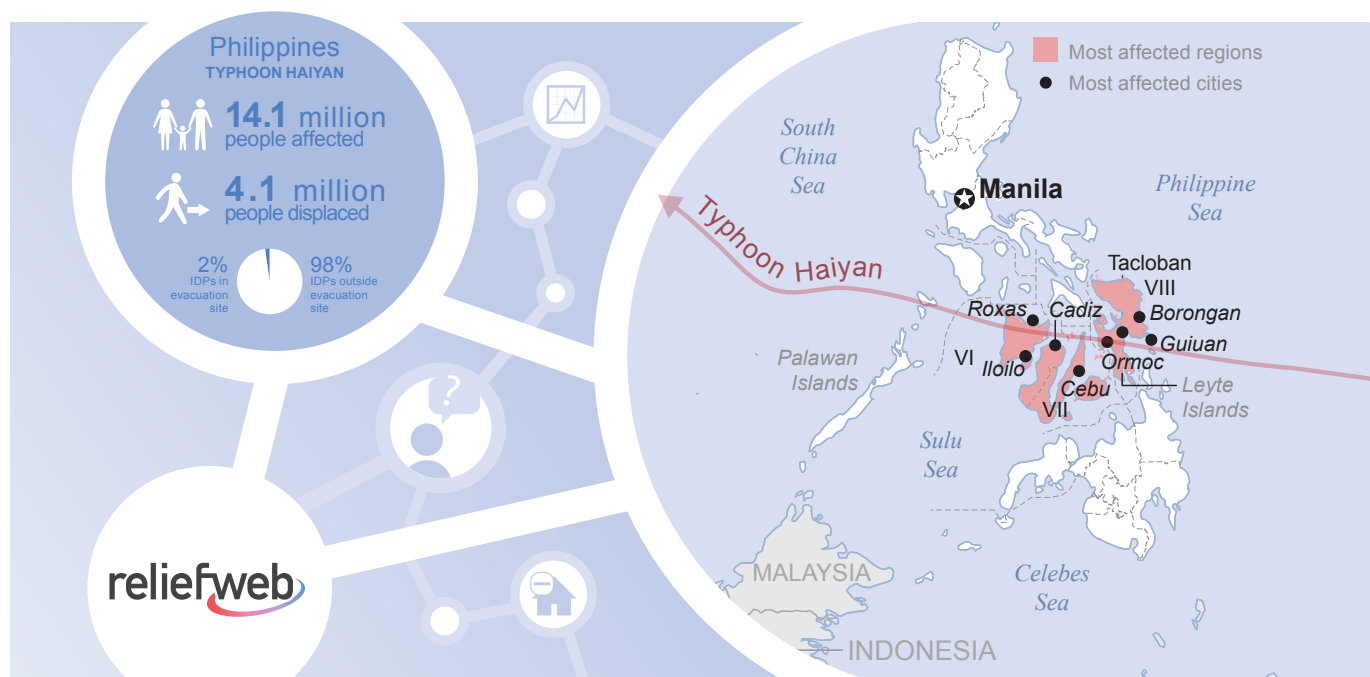 Philippines
TYPHOON HAIYAN
14.1 million
people affected
4.1 million
people displaced
2%
IDPs in
evacuation
site
98%
IDPs outside
evacuation
site
?
reliefweb
Most affected regions
Most affected cities
South
China
Sea
Philippine
Sea
Manila
Typhoon Haiyan
Tacloban
VIII
Roxas
Cadiz
Borongan
Guiuan
Palawan
Islands
VI
Iloilo
Ormoc
Cebu
VII
Leyte
Islands
Sulu
Sea
MALAYSIA
Celebes
Sea
INDONESIA